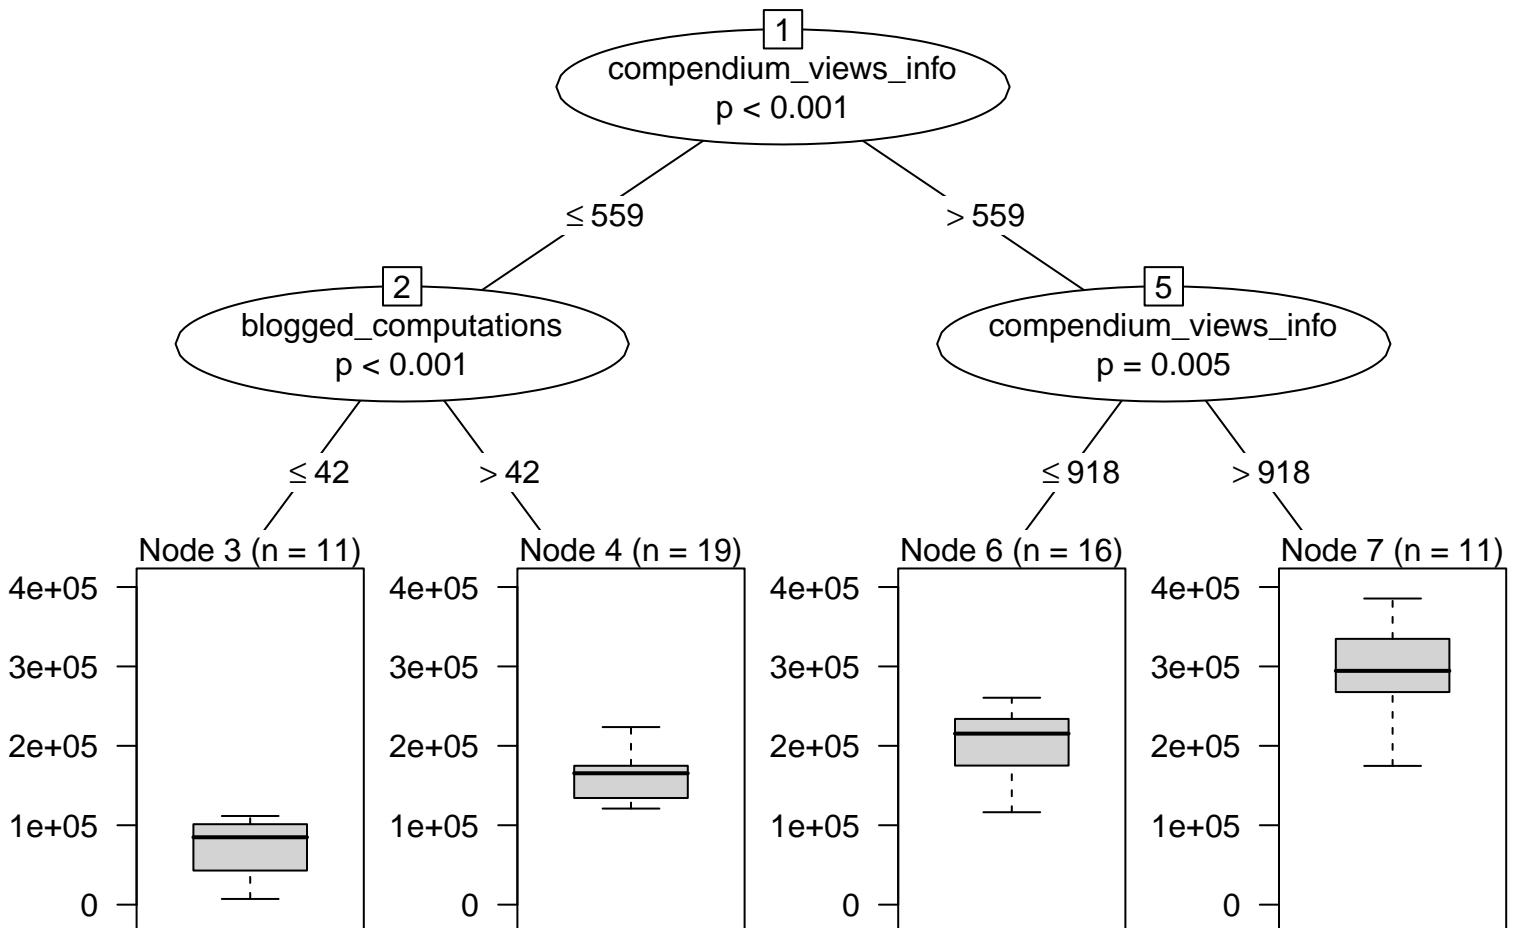 1
compendium_views_info
p < 0.001
≤ 559
> 559
2
blogged_computations
p < 0.001
5
compendium_views_info
p = 0.005
≤ 42
> 42
≤ 918
> 918
Node 3 (n = 11)
4e+05
3e+05
2e+05
1e+05
0
Node 4 (n = 19)
4e+05
3e+05
2e+05
1e+05
0
Node 6 (n = 16)
4e+05
3e+05
2e+05
1e+05
0
Node 7 (n = 11)
4e+05
3e+05
2e+05
1e+05
0